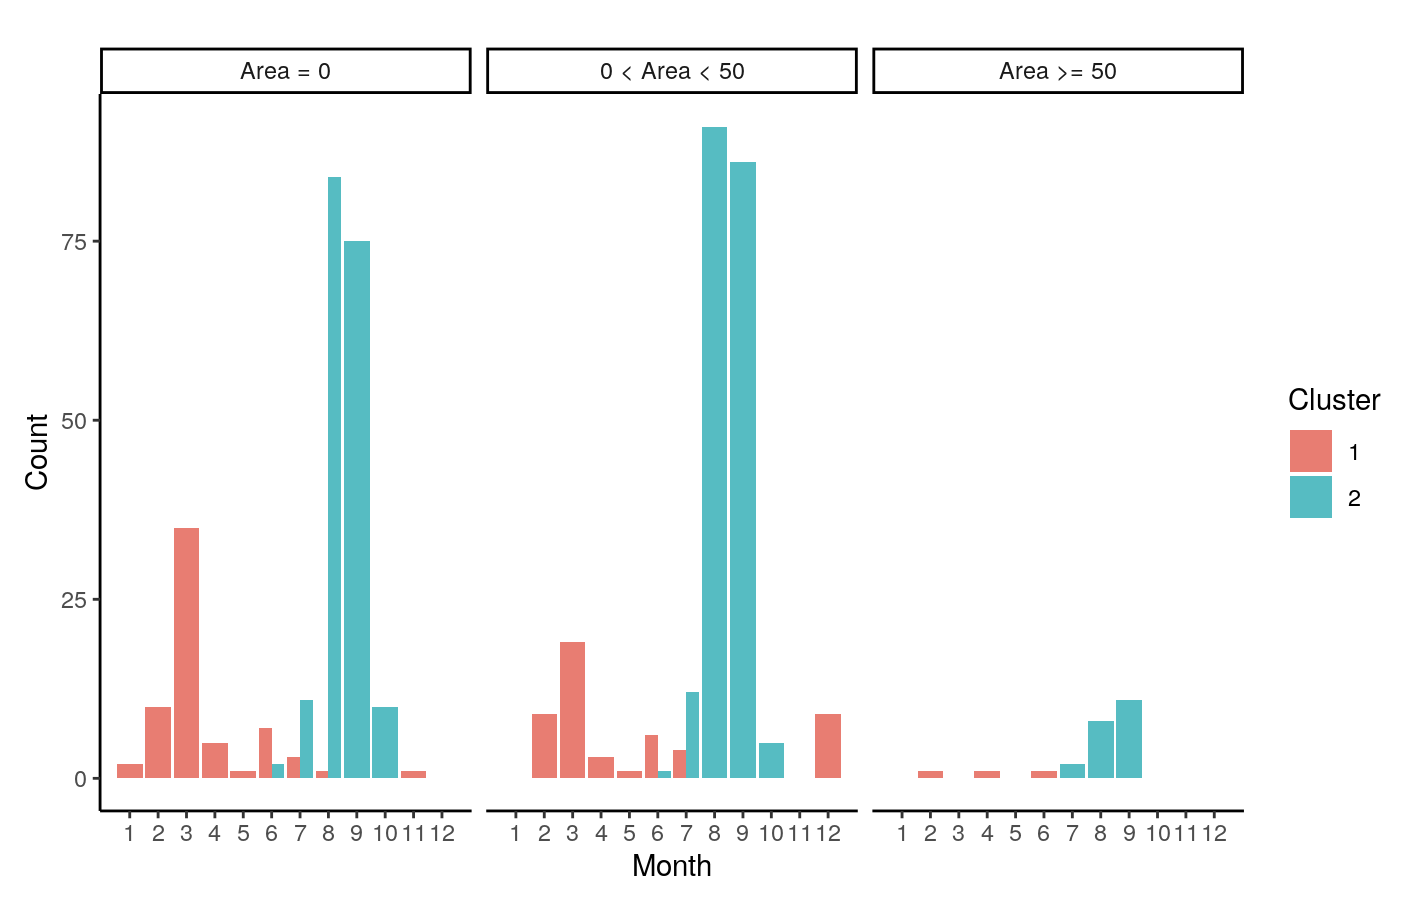 Area = 0
0 < Area < 50
Area >= 50
75
50
25
0
Count
1 2 3 4 5 6 7 8 9 10 11 12
1 2 3 4 5 6 7 8 9 10 11 12
1 2 3 4 5 6 7 8 9 10 11 12
Month
Cluster
1
2